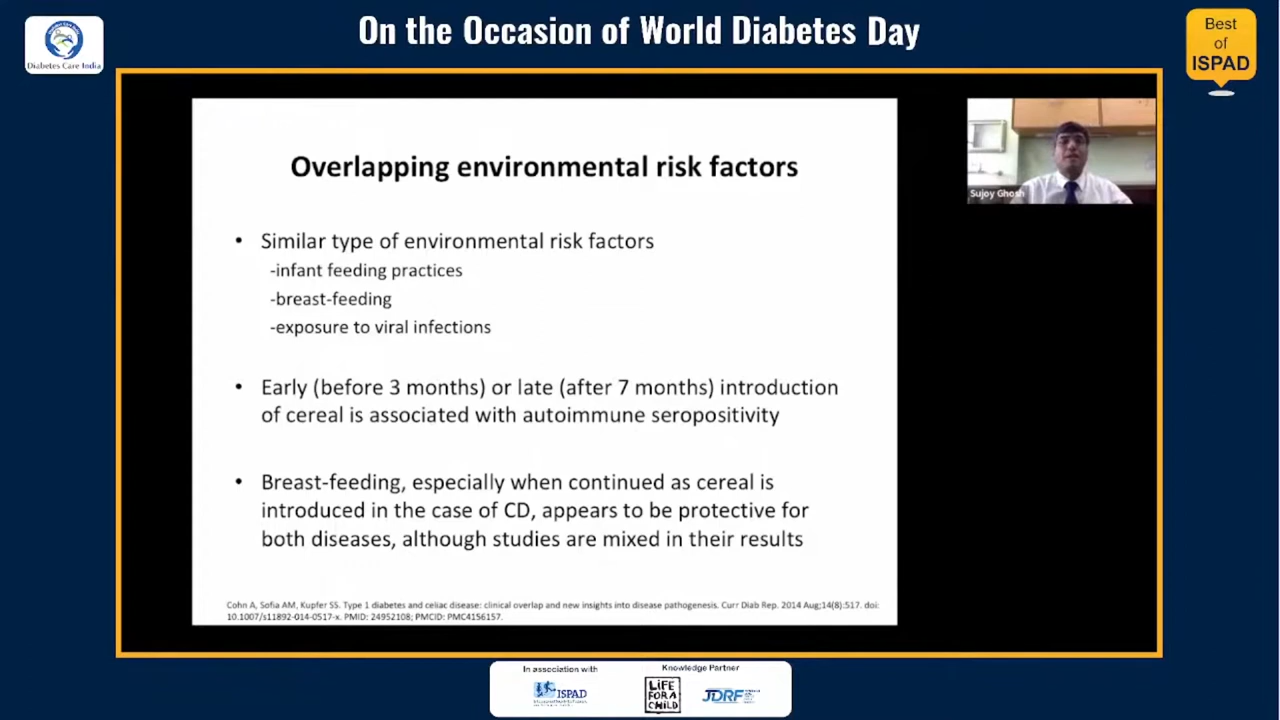 On the Occasion of World Diabetes Day
Diabetes Care India
Best
of
ISPAD
Overlapping environmental risk factors
Sujoy Ghosh
• Similar type of environmental risk factors
-infant feeding practices
-breast-feeding
-exposure to viral infections
• Early (before 3 months) or late (after 7 months) introduction
of cereal is associated with autoimmune seropositivity
• Breast-feeding, especially when continued as cereal is
introduced in the case of CD, appears to be protective for
both diseases, although studies are mixed in their results
Cohn A, Sofia AM, Kupfer SS. Type 1 diabetes and celiac disease: clinical overlap and new insights into disease pathogenesis. Curr Diab Rep. 2014 Aug;14(8):517. doi:
10.1007/s11892-014-0517-x. PMID: 24952108; PMCID: PMC4156157.
In association with
ISPAD
Knowledge Partner
LIFE
FOR A
CHILD
JDRF